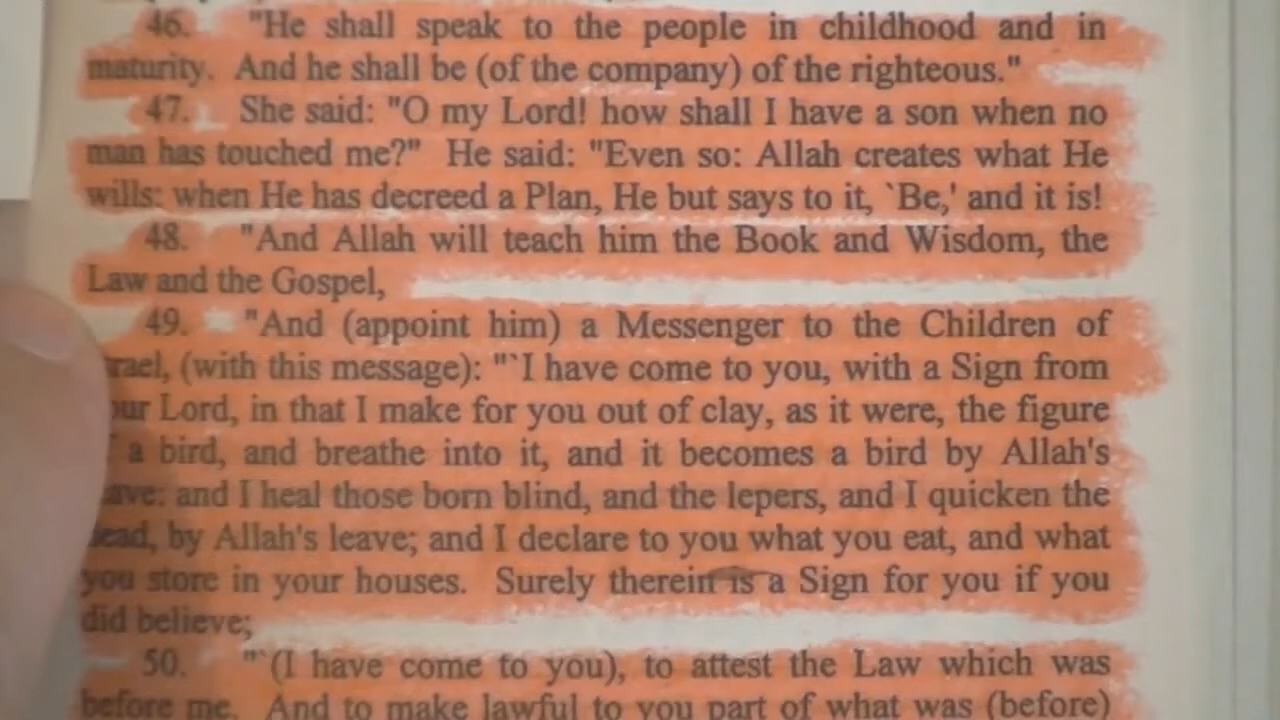 46. "He shall speak to the people in childhood and in
maturity. And he shall be (of the company) of the righteous."
47. She said: "O my Lord! how shall I have a son when no
man has touched me?" He said: "Even so: Allah creates what He
wills: when He has decreed a Plan, He but says to it, `Be,' and it is!
48. "And Allah will teach him the Book and Wisdom, the
Law and the Gospel,
49. "And (appoint him) a Messenger to the Children of
rael, (with this message): "`I have come to you, with a Sign from
ur Lord, in that I make for you out of clay, as it were, the figure
a bird, and breathe into it, and it becomes a bird by Allah's
ave: and I heal those born blind, and the lepers, and I quicken the
ead, by Allah's leave; and I declare to you what you eat, and what
you store in your houses. Surely therein is a Sign for you if you
did believe;
50. "`(I have come to you), to attest the Law which was
before me. And to make lawful to you part of what was (before)